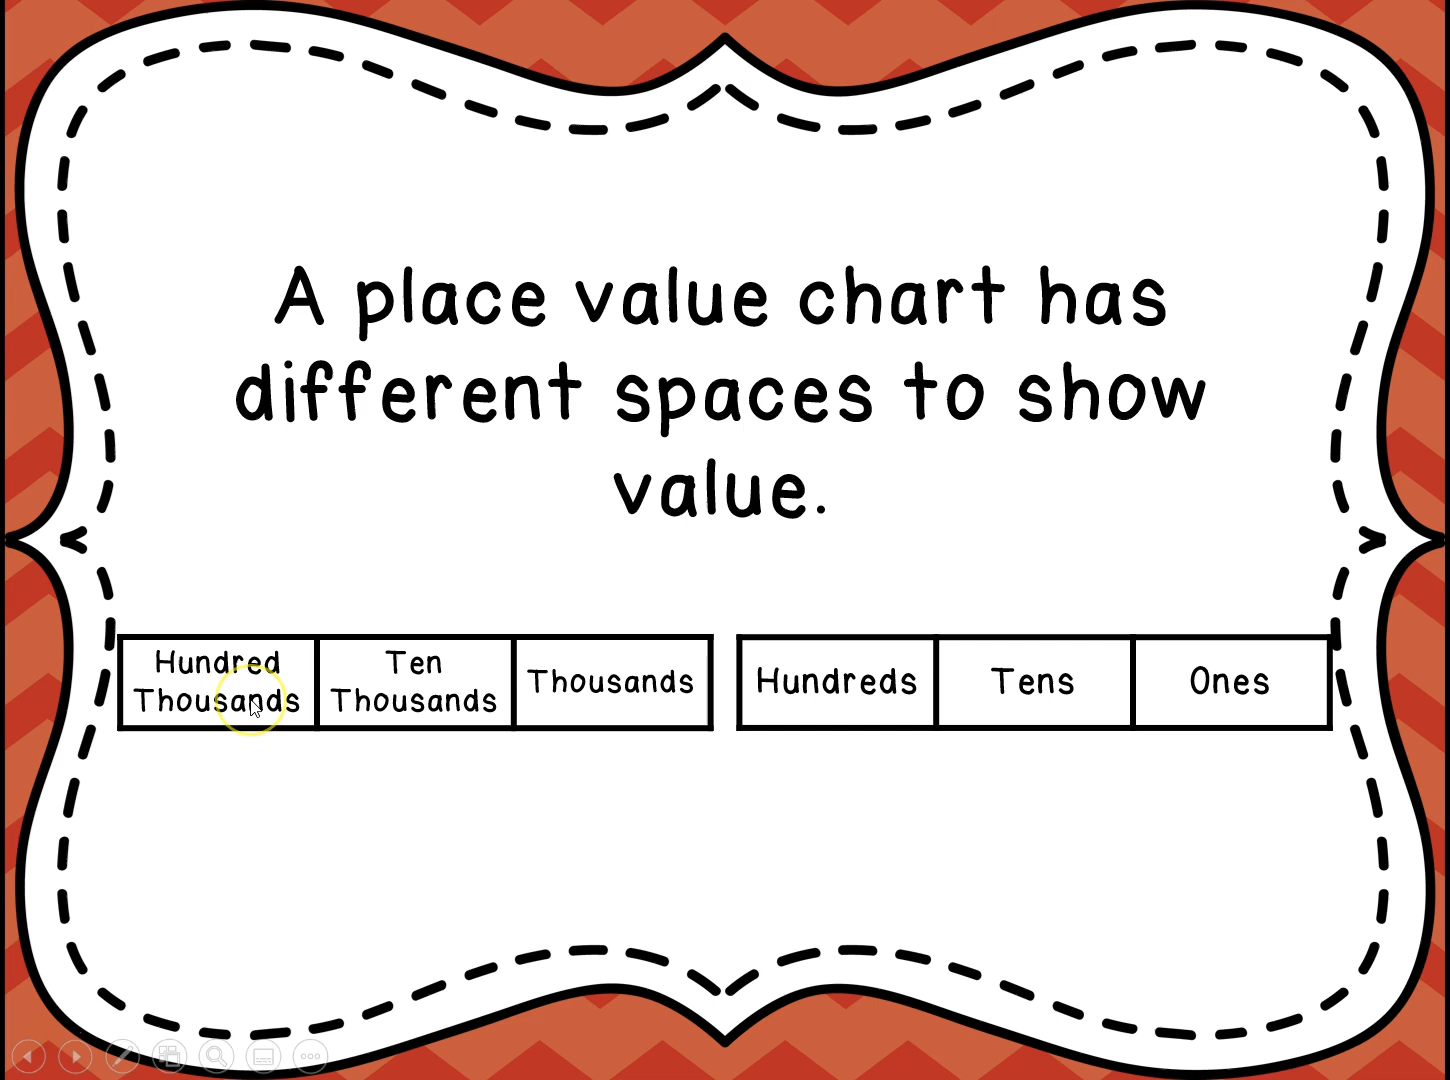 A place value chart has
different spaces to show
value.
Hundred Thousands
Ten Thousands
Thousands
Hundreds
Tens
Ones